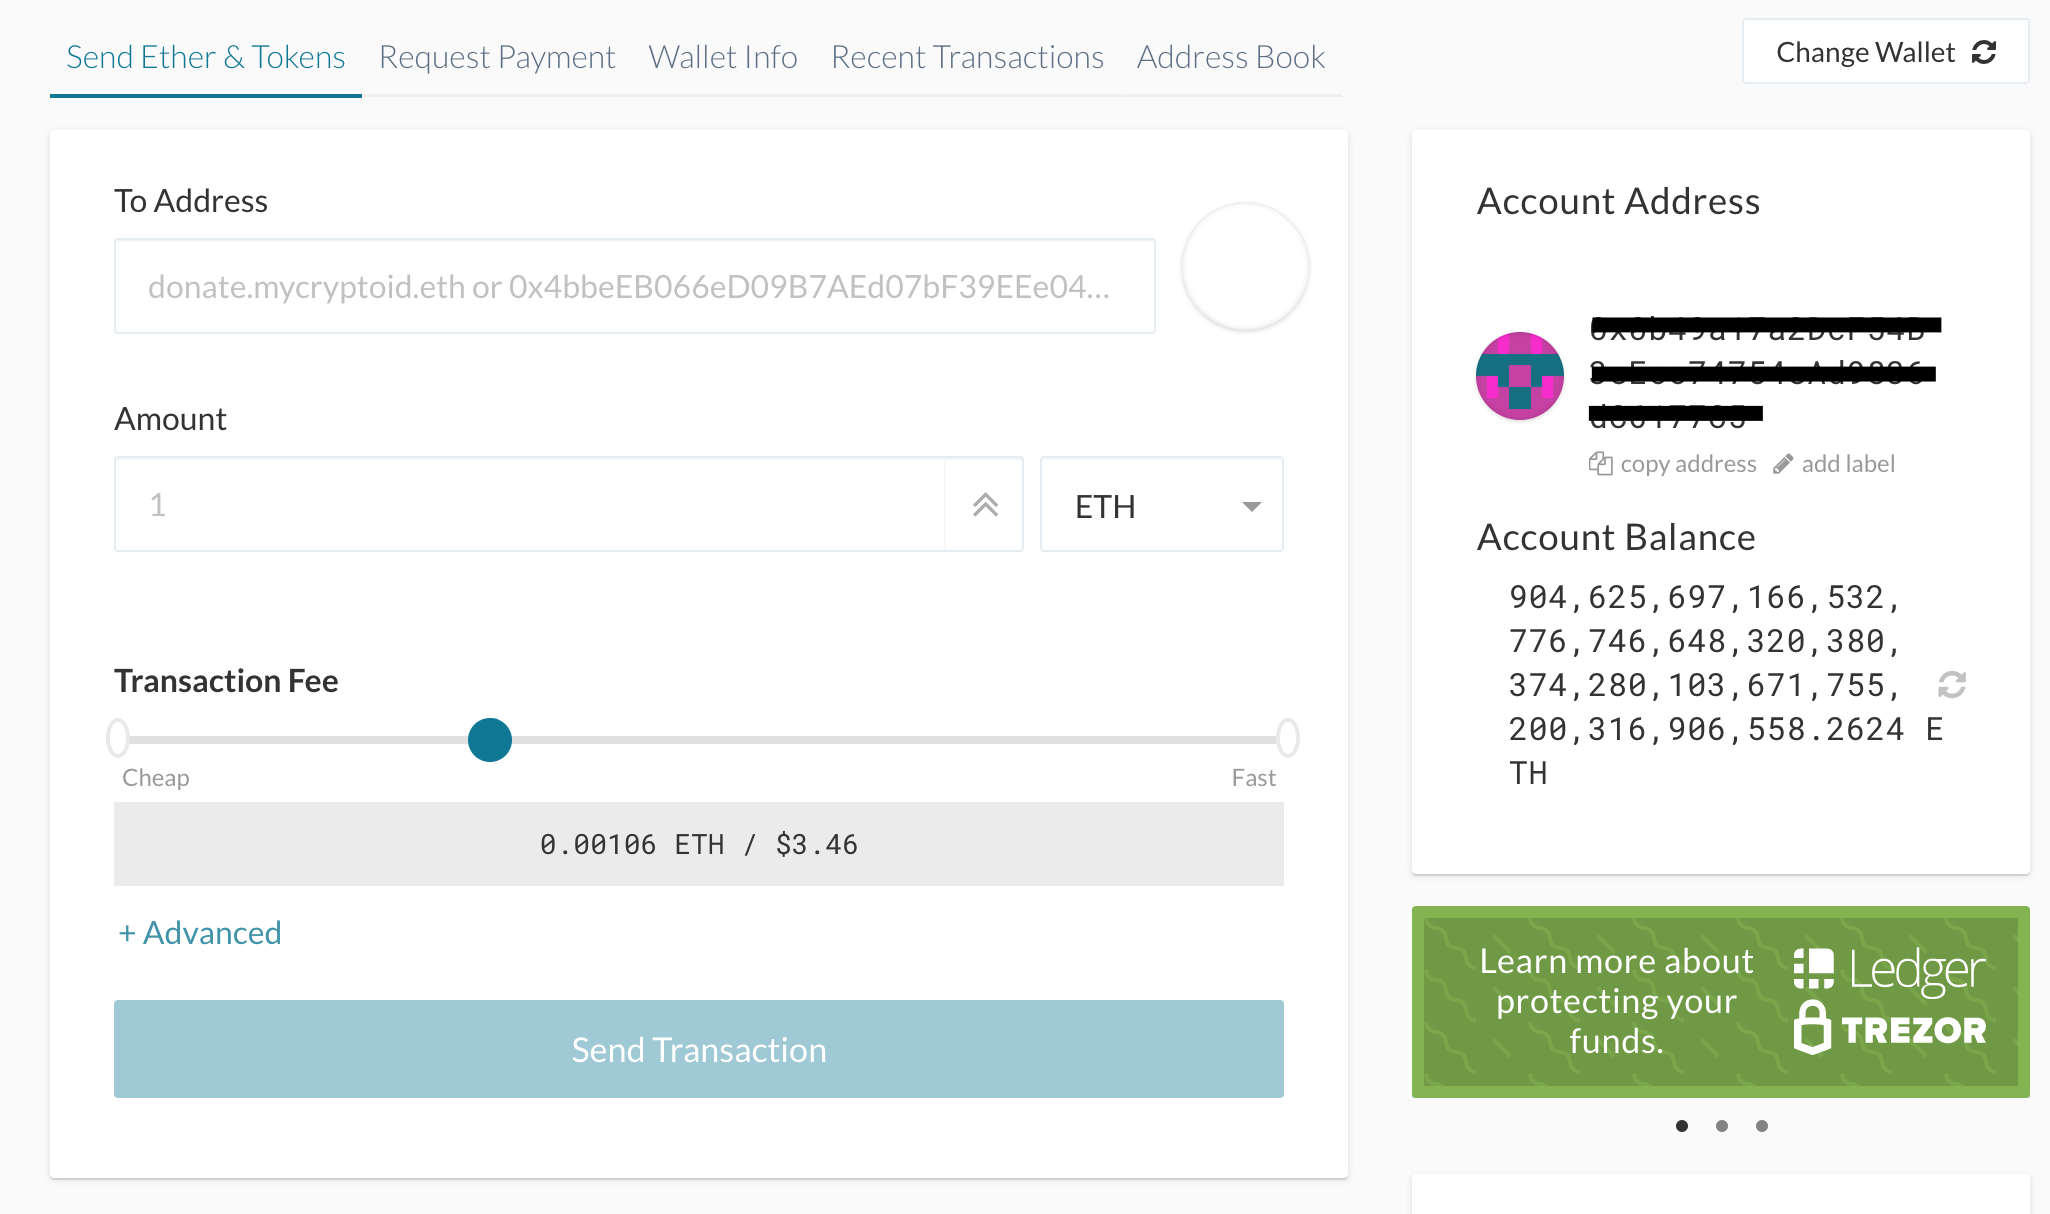 Send Ether & Tokens
Request Payment
Wallet Info
Recent Transactions
Address Book
Change Wallet
To Address
donate.mycryptoid.eth or 0x4bbeEB066eD09B7AEd07bF39EEe04...
Amount
1
ETH
Transaction Fee
Cheap
Fast
0.00106 ETH / $3.46
+ Advanced
Send Transaction
Account Address
copy address
add label
Account Balance
904,625,697,166,532,
776,746,648,320,380,
374,280,103,671,755,
200,316,906,558.2624 E
TH
Learn more about
protecting your
funds.
Ledger
TREZOR